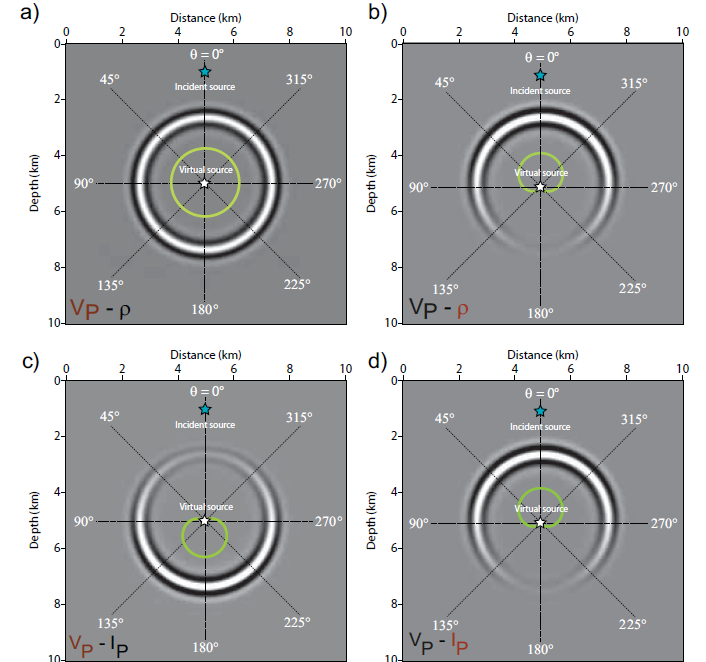 a)
Distance (km)
0 2 4 6 8 10
Depth (km)
0
2
4
6
8
10
θ = 0°
45°
315°
Incident source
Virtual source
90°
270°
135°
225°
180°
VP - ρ
b)
Distance (km)
0 2 4 6 8 10
Depth (km)
0
2
4
6
8
10
θ = 0°
45°
315°
Incident source
Virtual source
90°
270°
135°
225°
180°
VP - ρ
c)
Distance (km)
0 2 4 6 8 10
Depth (km)
0
2
4
6
8
10
θ = 0°
45°
315°
Incident source
Virtual source
90°
270°
135°
225°
180°
VP - IP
d)
Distance (km)
0 2 4 6 8 10
Depth (km)
0
2
4
6
8
10
θ = 0°
45°
315°
Incident source
Virtual source
90°
270°
135°
225°
180°
VP - IP